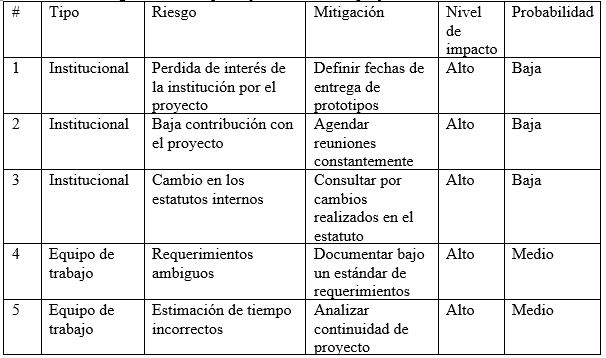 # Tipo Riesgo Mitigación Nivel de impacto Probabilidad
1 Institucional Perdida de interés de la institución por el proyecto Definir fechas de entrega de prototipos Alto Baja
2 Institucional Baja contribución con el proyecto Agendar reuniones constantemente Alto Baja
3 Institucional Cambio en los estatutos internos Consultar por cambios realizados en el estatuto Alto Baja
4 Equipo de trabajo Requerimientos ambiguos Documentar bajo un estándar de requerimientos Alto Medio
5 Equipo de trabajo Estimación de tiempo incorrectos Analizar continuidad de proyecto Alto Medio